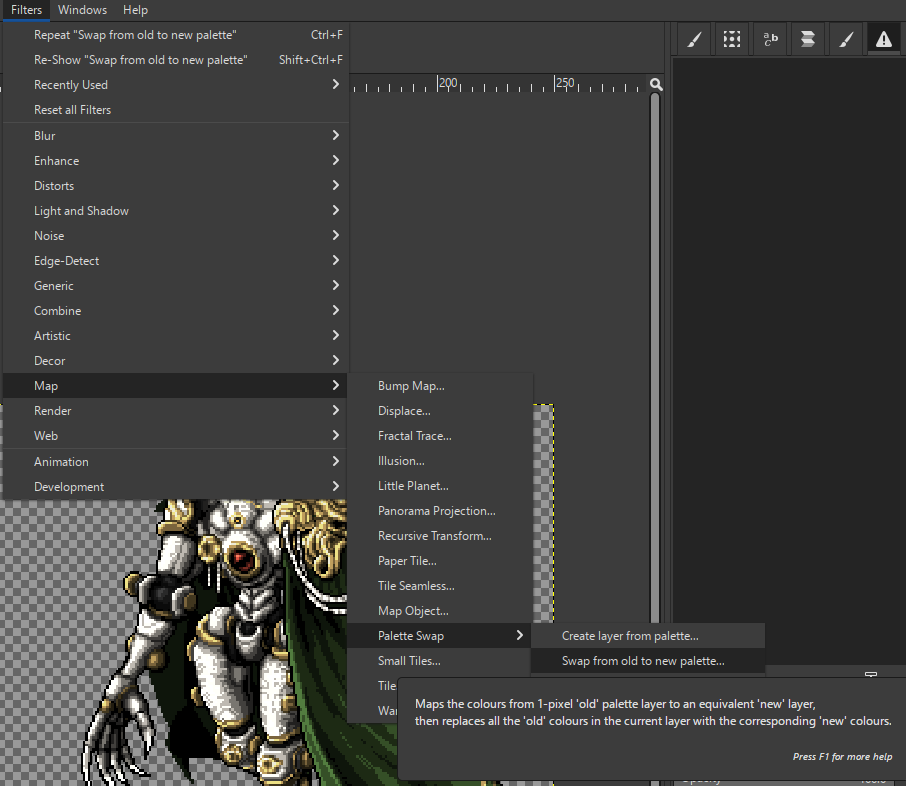 Filters Windows Help
Repeat "Swap from old to new palette" Ctrl+F
Re-Show "Swap from old to new palette" Shift+Ctrl+F
Recently Used
Reset all Filters
Blur
Enhance
Distorts
Light and Shadow
Noise
Edge-Detect
Generic
Combine
Artistic
Decor
Map
Render
Web
Animation
Development
200 250
a b c
Bump Map...
Displace...
Fractal Trace...
Illusion...
Little Planet...
Panorama Projection...
Recursive Transform...
Paper Tile...
Tile Seamless...
Map Object...
Palette Swap
Small Tiles...
Tile
Create layer from palette...
Swap from old to new palette...
Maps the colours from 1-pixel 'old' palette layer to an equivalent 'new' layer,
then replaces all the 'old' colours in the current layer with the corresponding 'new' colours.
Press F1 for more help